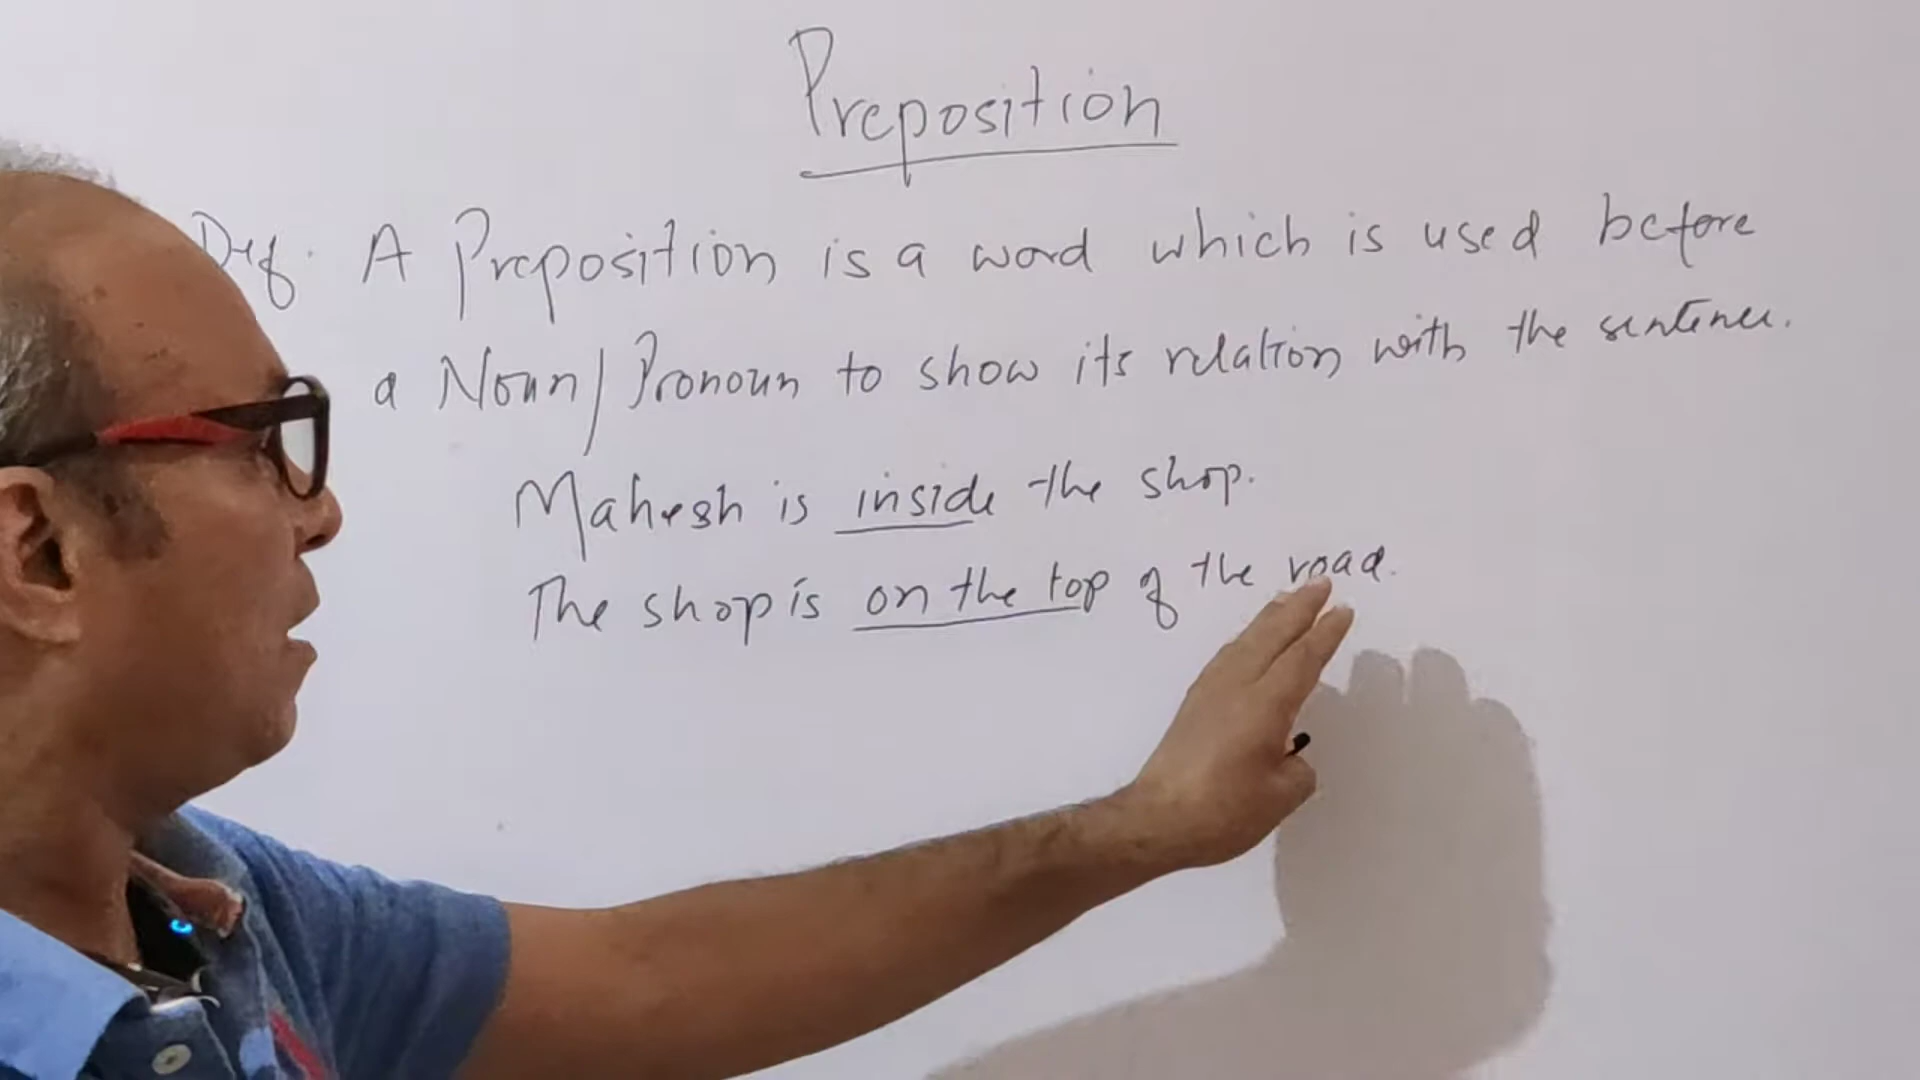 Preposition
Def. A Preposition is a word which is used before
a Noun/Pronoun to show its relation with the sentence.
Mahesh is inside the shop.
The shop is on the top of the road.